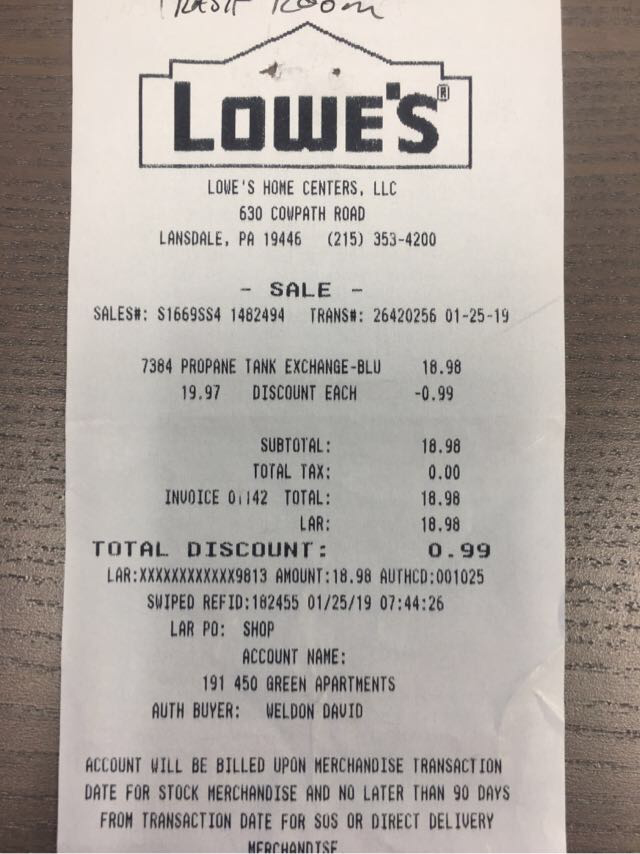 ROOM
LOWE'S®
LOWE'S HOME CENTERS, LLC
630 COWPATH ROAD
LANSDALE, PA 19446 (215) 353-4200
- SALE -
SALES#: S1669SS4 1482494 TRANS#: 26420256 01-25-19
7384 PROPANE TANK EXCHANGE-BLU 18.98
19.97 DISCOUNT EACH -0.99
SUBTOTAL: 18.98
TOTAL TAX: 0.00
INVOICE 01142 TOTAL: 18.98
LAR: 18.98
TOTAL DISCOUNT: 0.99
LAR:XXXXXXXXXXXX9813 AMOUNT:18.98 AUTHCD:001025
SWIPED REFID:182455 01/25/19 07:44:26
LAR PO: SHOP
ACCOUNT NAME:
191 450 GREEN APARTMENTS
AUTH BUYER: WELDON DAVID
ACCOUNT WILL BE BILLED UPON MERCHANDISE TRANSACTION
DATE FOR STOCK MERCHANDISE AND NO LATER THAN 90 DAYS
FROM TRANSACTION DATE FOR SOS OR DIRECT DELIVERY
MERCHANDISE